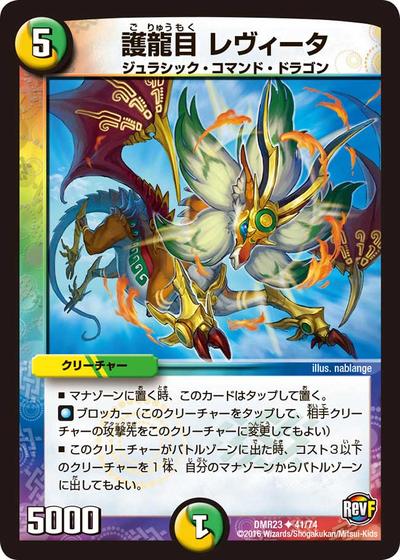 5
ご りゅうもく
護龍目 レヴィータ
ジュラシック・コマンド・ドラゴン
クリーチャー
illus. nablange
■ マナゾーンに置く時、このカードはタップして置く。
ブロッカー（このクリーチャーをタップして、相手クリー
チャーの攻撃先をこのクリーチャーに変更してもよい）
■ このクリーチャーがバトルゾーンに出た時、コスト３以下
のクリーチャーを１体、自分のマナゾーンからバトルゾーン
に出してもよい。
5000
1
RevF
DMR23 ◆ 41/74
©2016 Wizards/Shogakukan/Mitsui-Kids